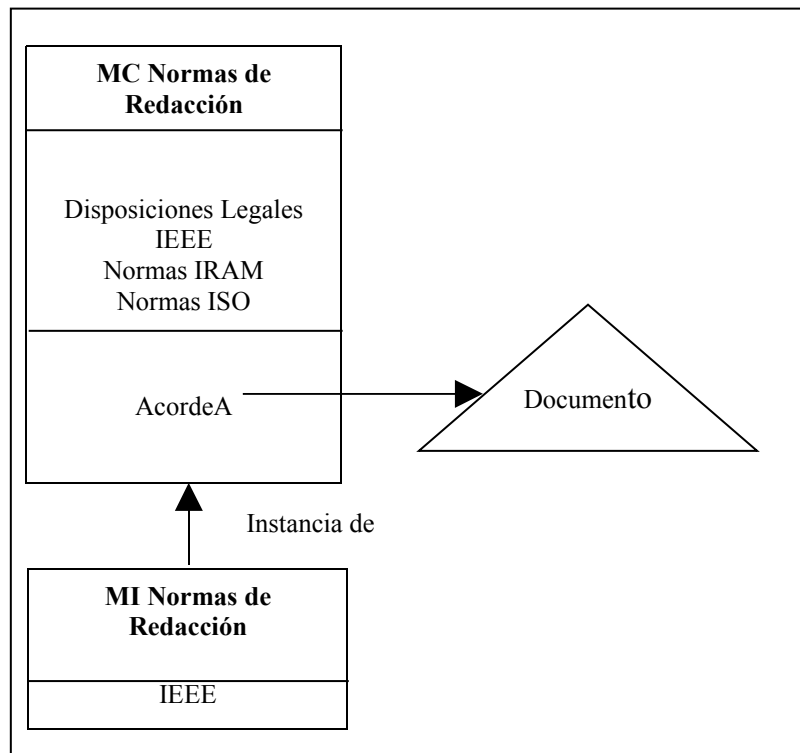 MC Normas de
Redacción
Disposiciones Legales
IEEE
Normas IRAM
Normas ISO
AcordeA
Documento
Instancia de
MI Normas de
Redacción
IEEE